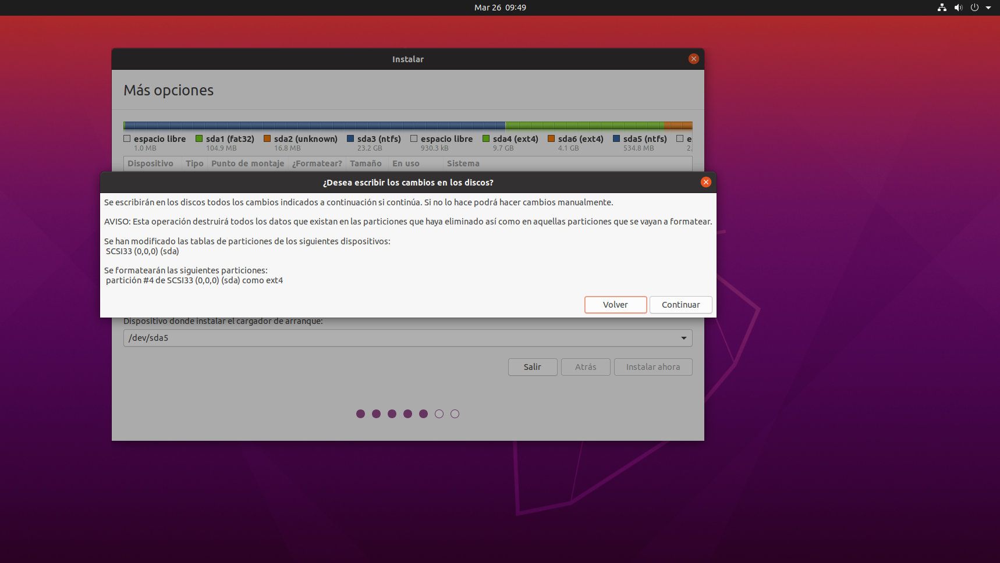 Mar 26 09:49
Instalar
Más opciones
espacio libre sda1 (fat32) sda2 (unknown) sda3 (ntfs) espacio libre sda4 (ext4) sda6 (ext4) sda5 (ntfs) e
1.0 MB 104.9 MB 16.8 MB 23.2 GB 930.3 kB 9.7 GB 4.1 GB 534.8 MB 2.
Dispositivo Tipo Punto de montaje ¿Formatear? Tamaño En uso Sistema
¿Desea escribir los cambios en los discos?
Se escribirán en los discos todos los cambios indicados a continuación si continúa. Si no lo hace podrá hacer cambios manualmente.
AVISO: Esta operación destruirá todos los datos que existan en las particiones que haya eliminado así como en aquellas particiones que se vayan a formatear.
Se han modificado las tablas de particiones de los siguientes dispositivos:
SCSI33 (0,0,0) (sda)
Se formatearán las siguientes particiones:
partición #4 de SCSI33 (0,0,0) (sda) como ext4
Volver Continuar
Dispositivo donde instalar el cargador de arranque:
/dev/sda5
Salir Atrás Instalar ahora